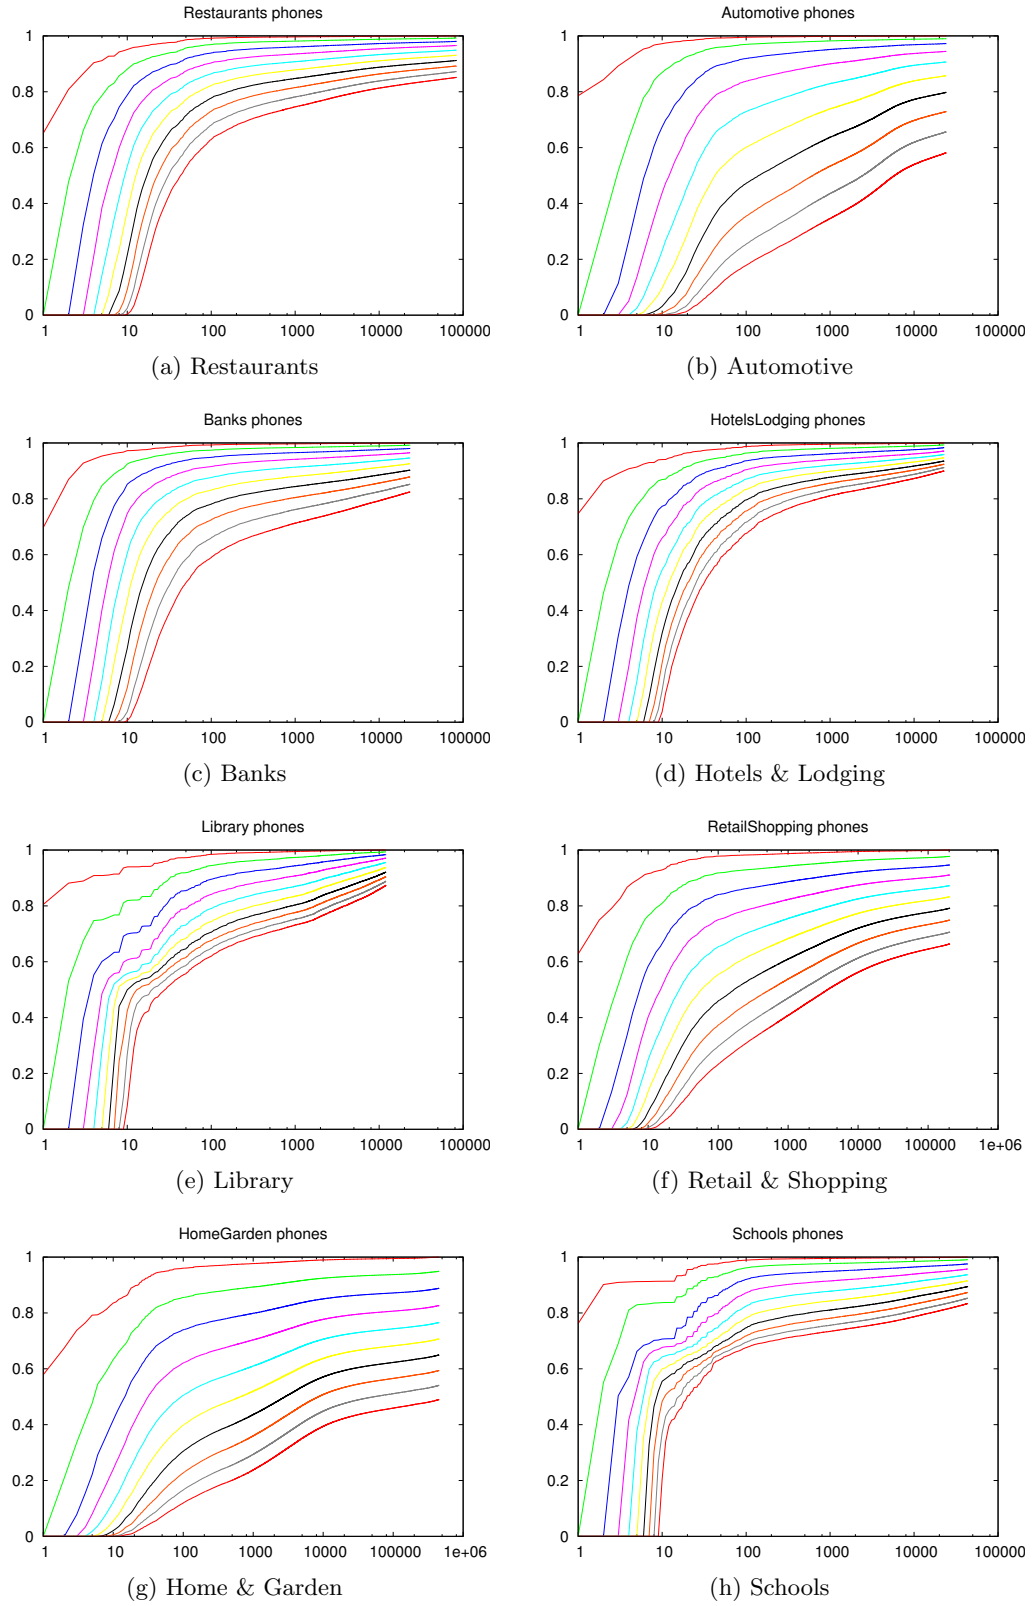 Restaurants phones
1
0.8
0.6
0.4
0.2
0
1 10 100 1000 10000 100000
(a) Restaurants
Automotive phones
1
0.8
0.6
0.4
0.2
0
1 10 100 1000 10000 100000
(b) Automotive
Banks phones
1
0.8
0.6
0.4
0.2
0
1 10 100 1000 10000 100000
(c) Banks
HotelsLodging phones
1
0.8
0.6
0.4
0.2
0
1 10 100 1000 10000 100000
(d) Hotels & Lodging
Library phones
1
0.8
0.6
0.4
0.2
0
1 10 100 1000 10000 100000
(e) Library
RetailShopping phones
1
0.8
0.6
0.4
0.2
0
1 10 100 1000 10000 100000 1e+06
(f) Retail & Shopping
HomeGarden phones
1
0.8
0.6
0.4
0.2
0
1 10 100 1000 10000 100000 1e+06
(g) Home & Garden
Schools phones
1
0.8
0.6
0.4
0.2
0
1 10 100 1000 10000 100000
(h) Schools